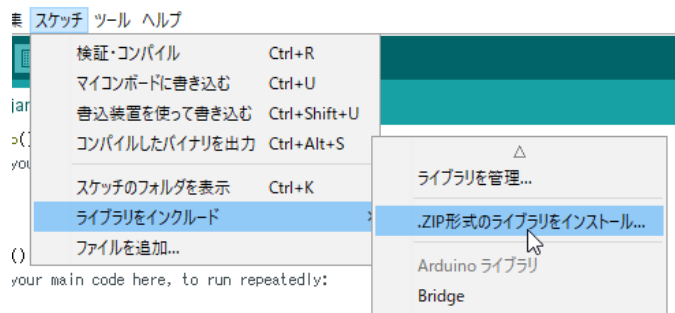 集 スケッチ ツール ヘルプ
検証・コンパイル Ctrl+R
マイコンボードに書き込む Ctrl+U
書込装置を使って書き込む Ctrl+Shift+U
コンパイルしたバイナリを出力 Ctrl+Alt+S
スケッチのフォルダを表示 Ctrl+K
ライブラリをインクルード
ファイルを追加...
ライブラリを管理...
.ZIP形式のライブラリをインストール...
Arduino ライブラリ
Bridge
jar
()
your main code here, to run repeatedly: